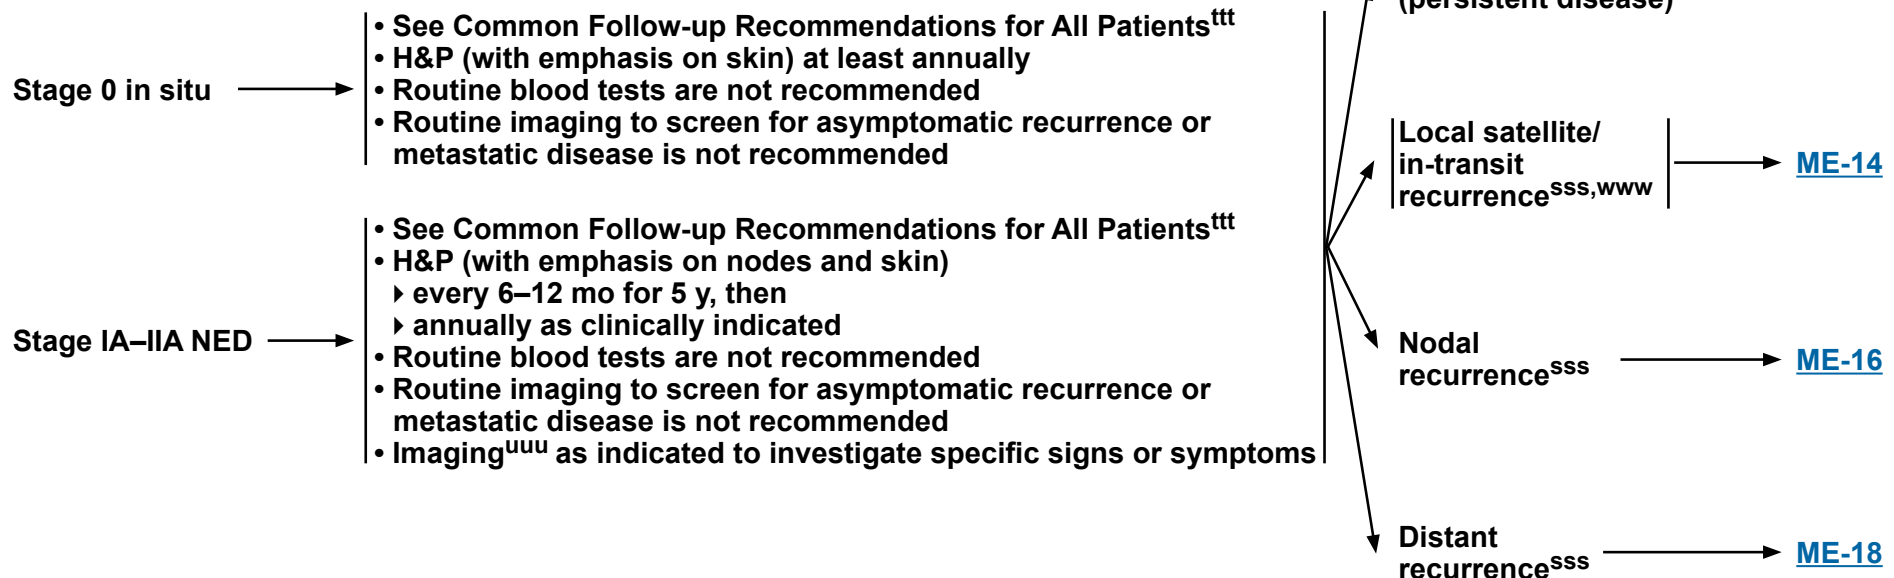 (persistent disease)
Stage 0 in situ
• See Common Follow-up Recommendations for All Patientsttt
• H&P (with emphasis on skin) at least annually
• Routine blood tests are not recommended
• Routine imaging to screen for asymptomatic recurrence or
metastatic disease is not recommended
Stage IA–IIA NED
• See Common Follow-up Recommendations for All Patientsttt
• H&P (with emphasis on nodes and skin)
every 6–12 mo for 5 y, then
annually as clinically indicated
• Routine blood tests are not recommended
• Routine imaging to screen for asymptomatic recurrence or
metastatic disease is not recommended
• Imaginguuu as indicated to investigate specific signs or symptoms
Local satellite/
in-transit
recurrencesss,www
ME-14
Nodal
recurrencesss
ME-16
Distant
recurrencesss
ME-18